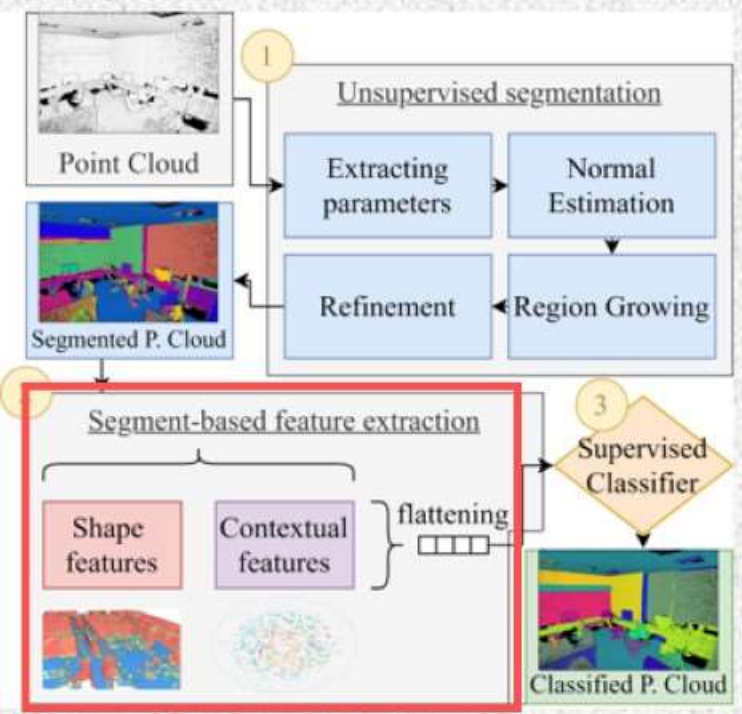 1
Unsupervised segmentation
Point Cloud
Extracting
parameters
Normal
Estimation
Refinement
Region Growing
Segmented P. Cloud
Segment-based feature extraction
Shape
features
Contextual
features
flattening
3
Supervised
Classifier
Classified P. Cloud